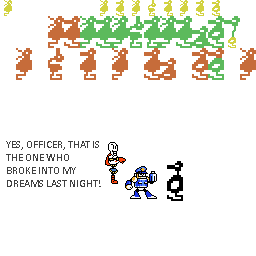 YES, OFFICER, THAT IS
THE ONE WHO
BROKE INTO MY
DREAMS LAST NIGHT!